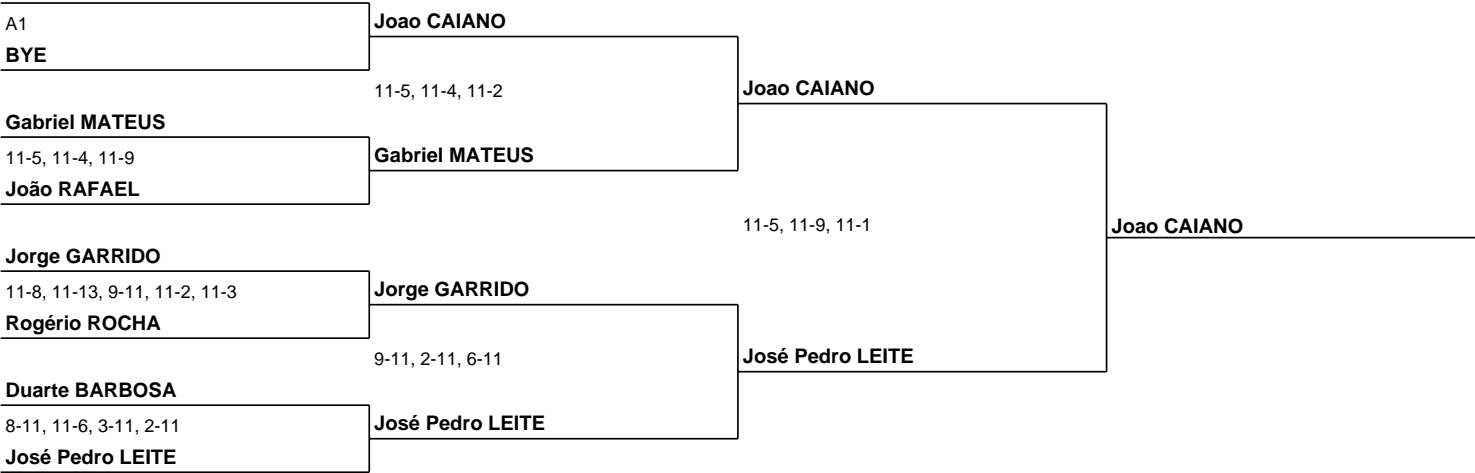 A1
BYE
Gabriel MATEUS
11-5, 11-4, 11-9
João RAFAEL
Jorge GARRIDO
11-8, 11-13, 9-11, 11-2, 11-3
Rogério ROCHA
Duarte BARBOSA
8-11, 11-6, 3-11, 2-11
José Pedro LEITE
Joao CAIANO
11-5, 11-4, 11-2
Gabriel MATEUS
Jorge GARRIDO
9-11, 2-11, 6-11
José Pedro LEITE
Joao CAIANO
11-5, 11-9, 11-1
José Pedro LEITE
Joao CAIANO